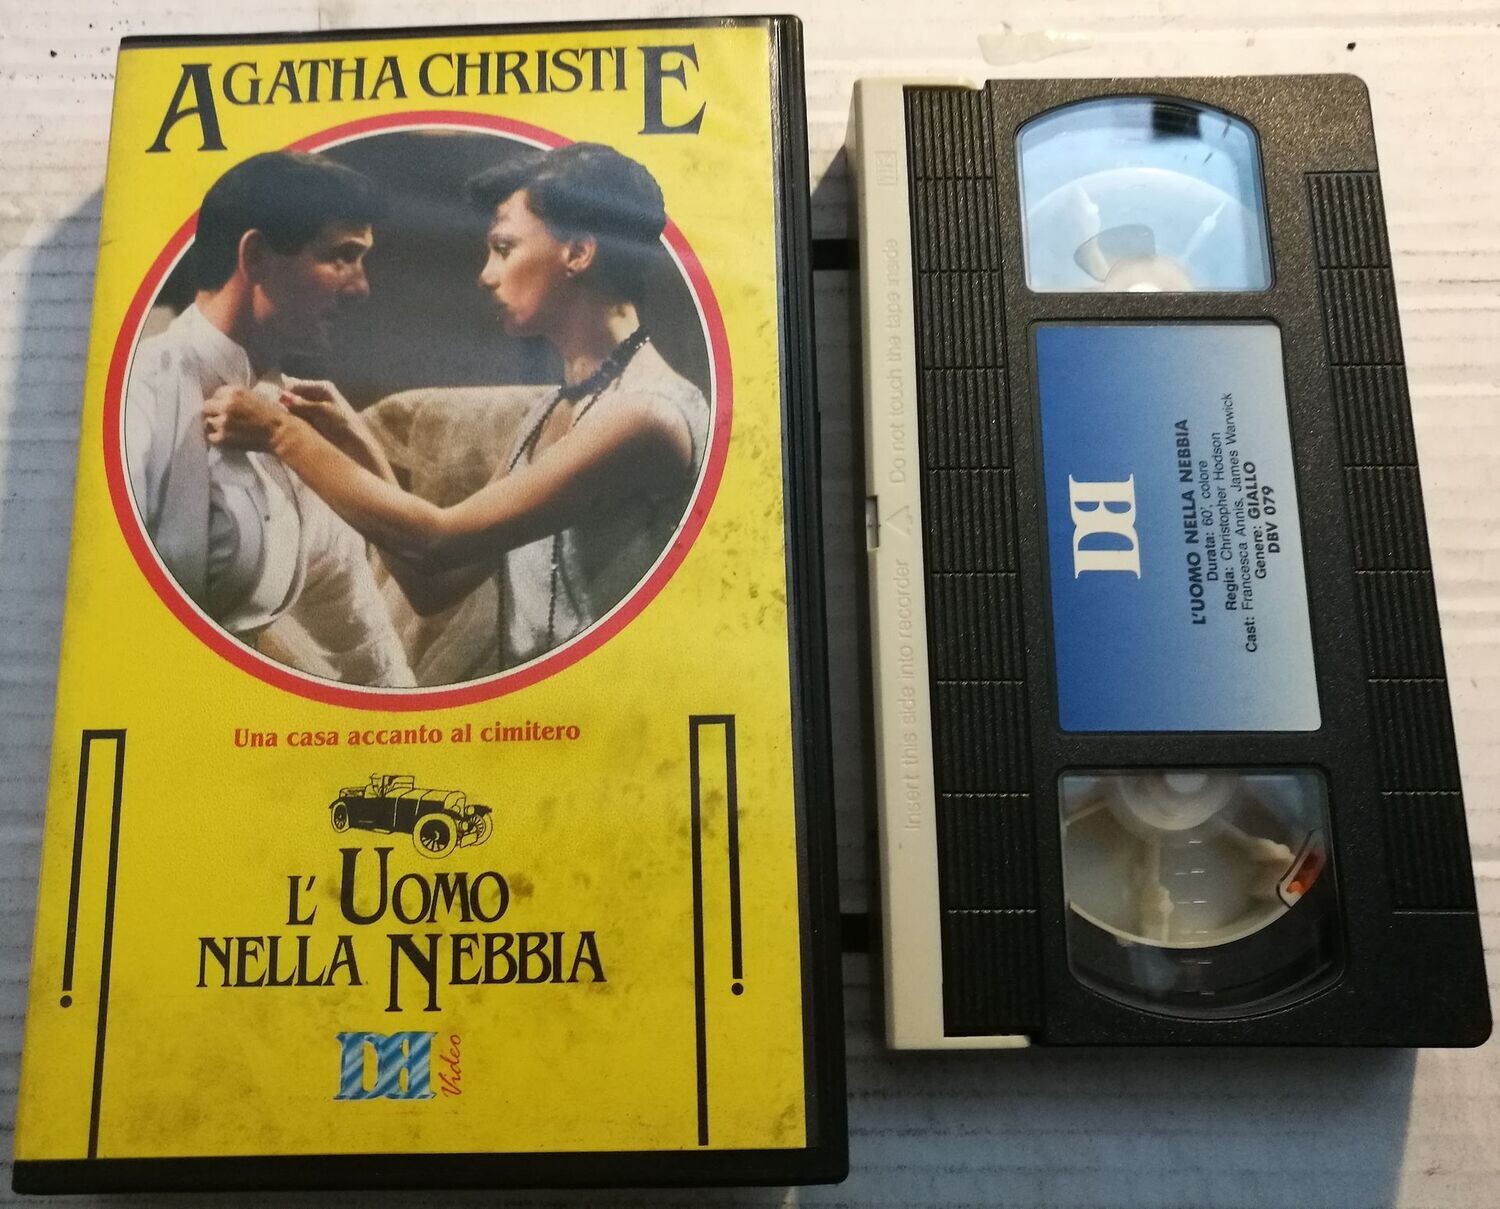 AGATHA CHRISTIE
Una casa accanto al cimitero
L'UOMO
NELLA NEBBIA
DB
Video
Do not touch the tape inside
Insert this side into recorder
DB
L'UOMO NELLA NEBBIA
Durata: 60', colore
Regia: Christopher Hodson
Cast: Francesca Annis, James Warwick
Genere: GIALLO
DBV 079